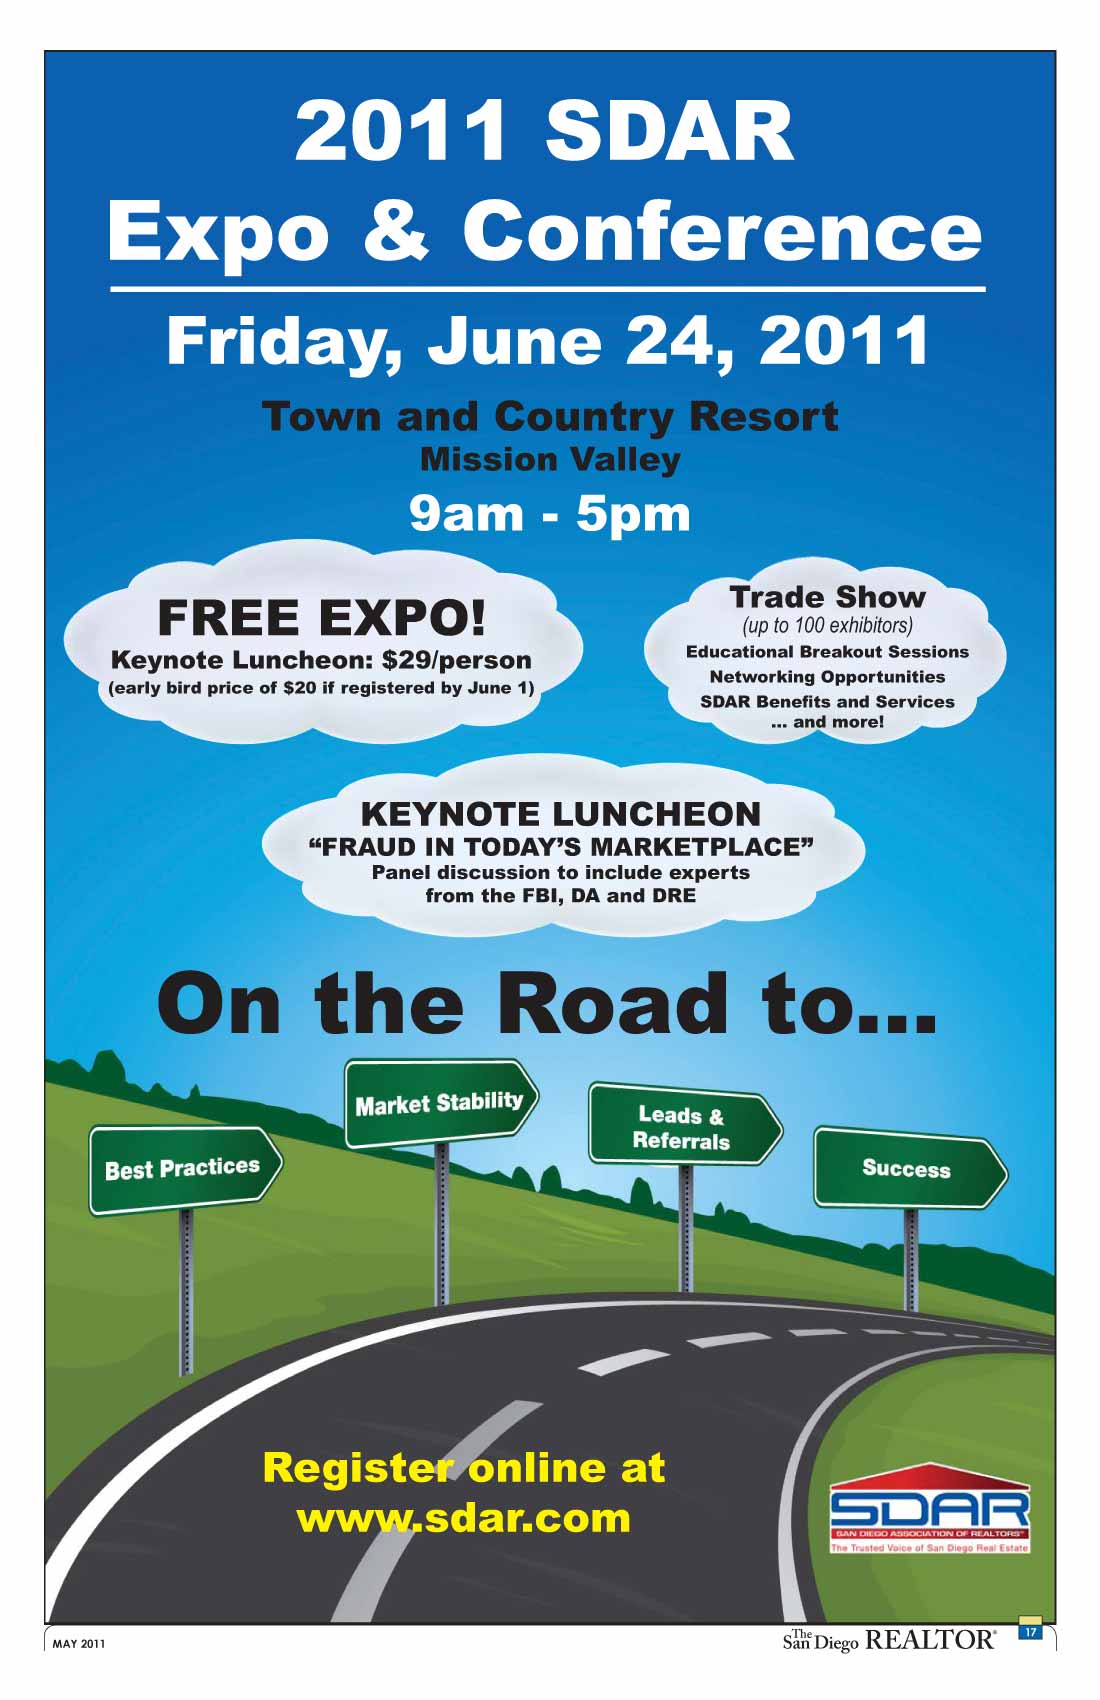 2011 SDAR
Expo & Conference
Friday, June 24, 2011
Town and Country Resort
Mission Valley
9am - 5pm
FREE EXPO!
Keynote Luncheon: $29/person
(early bird price of $20 if registered by June 1)
Trade Show
(up to 100 exhibitors)
Educational Breakout Sessions
Networking Opportunities
SDAR Benefits and Services
... and more!
KEYNOTE LUNCHEON
“FRAUD IN TODAY’S MARKETPLACE”
Panel discussion to include experts
from the FBI, DA and DRE
On the Road to...
Best Practices
Market Stability
Leads &
Referrals
Success
Register online at
www.sdar.com
SDAR
SAN DIEGO ASSOCIATION OF REALTORS™
The Trusted Voice of San Diego Real Estate
MAY 2011
The San Diego REALTOR®
17